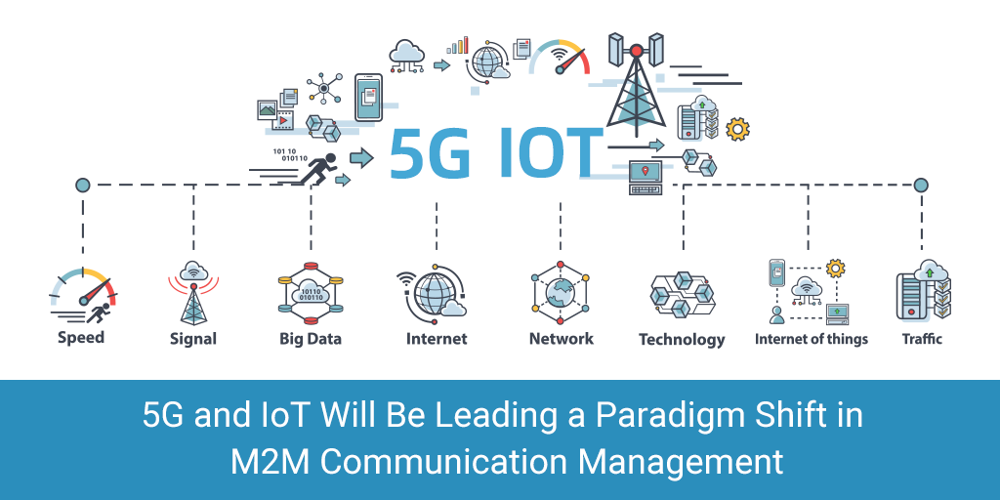 101 10
010110
5G IOT
10110
010110
Speed
Signal
Big Data
Internet
Network
Technology
Internet of things
Traffic
5G and IoT Will Be Leading a Paradigm Shift in
M2M Communication Management